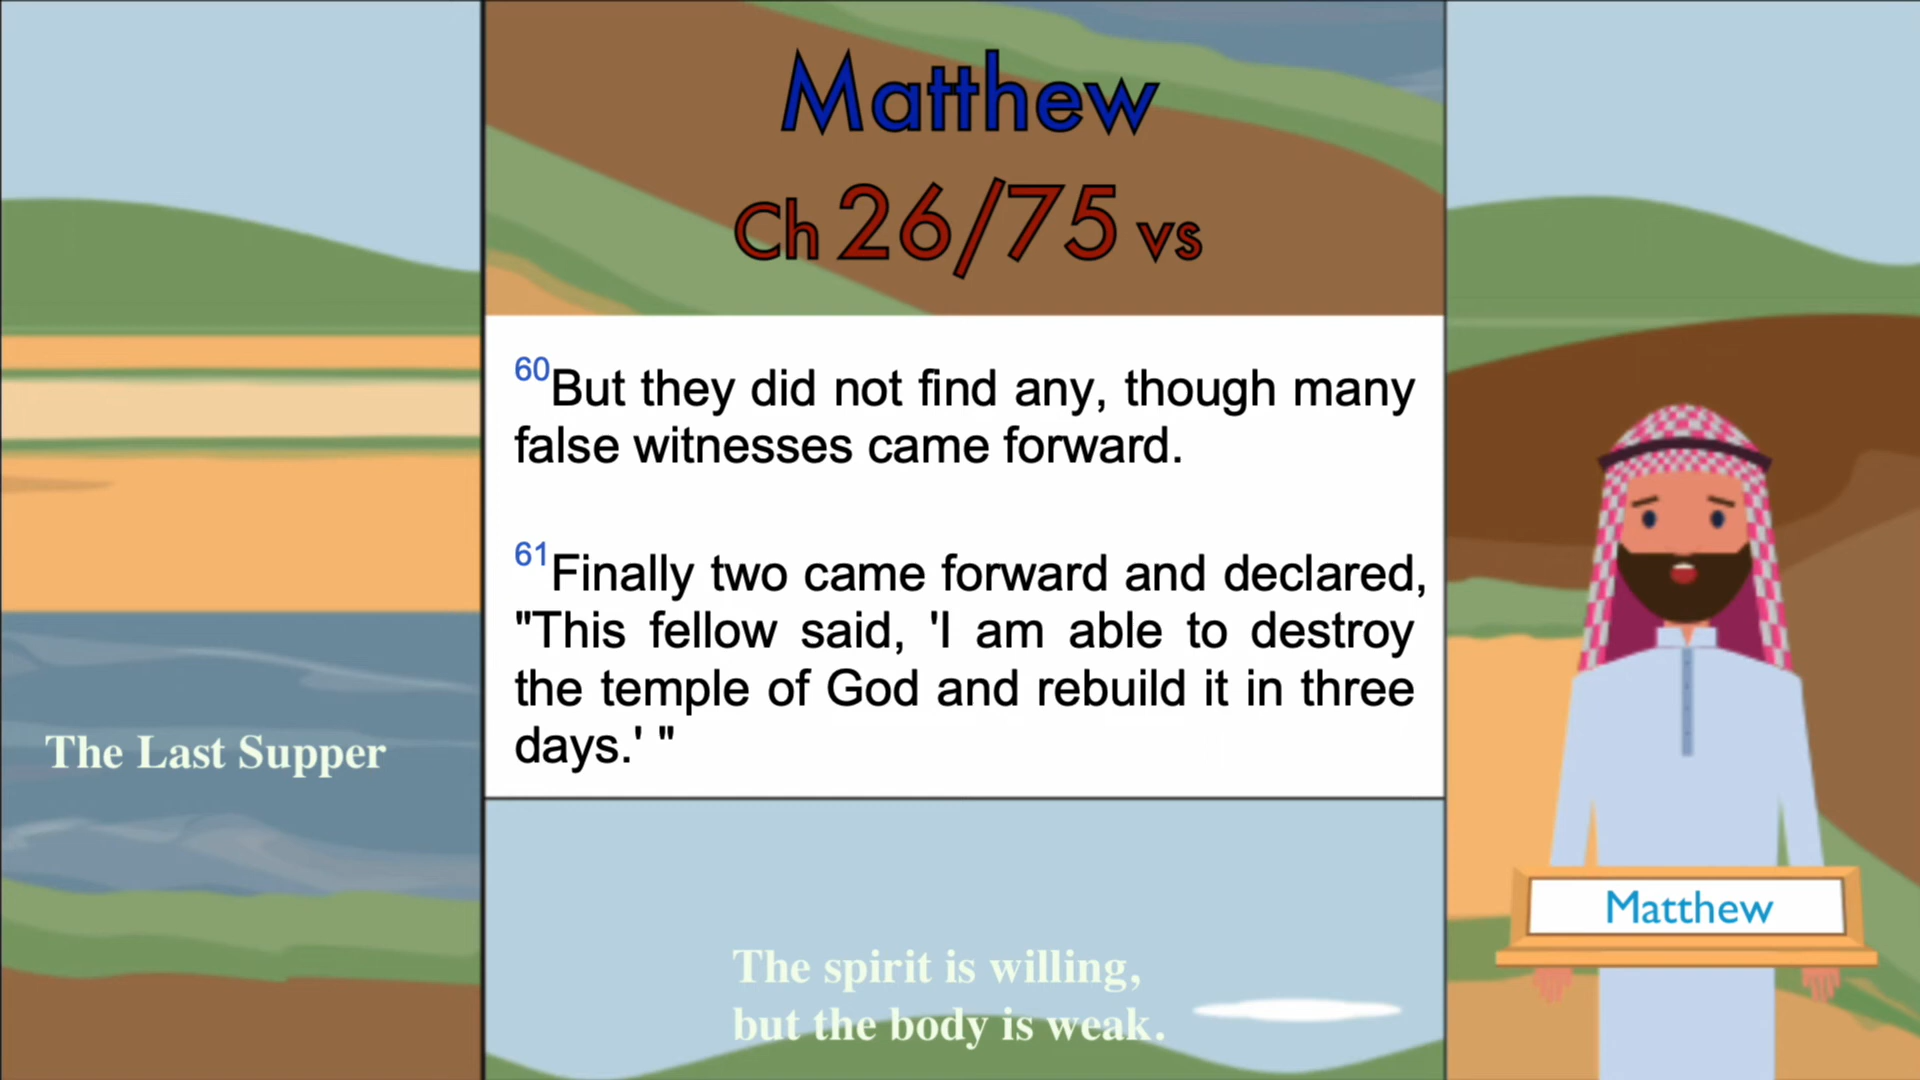 Matthew
Ch 26/75 vs
60But they did not find any, though many
false witnesses came forward.
61Finally two came forward and declared,
"This fellow said, 'I am able to destroy
the temple of God and rebuild it in three
days.' "
The Last Supper
The spirit is willing,
but the body is weak.
Matthew